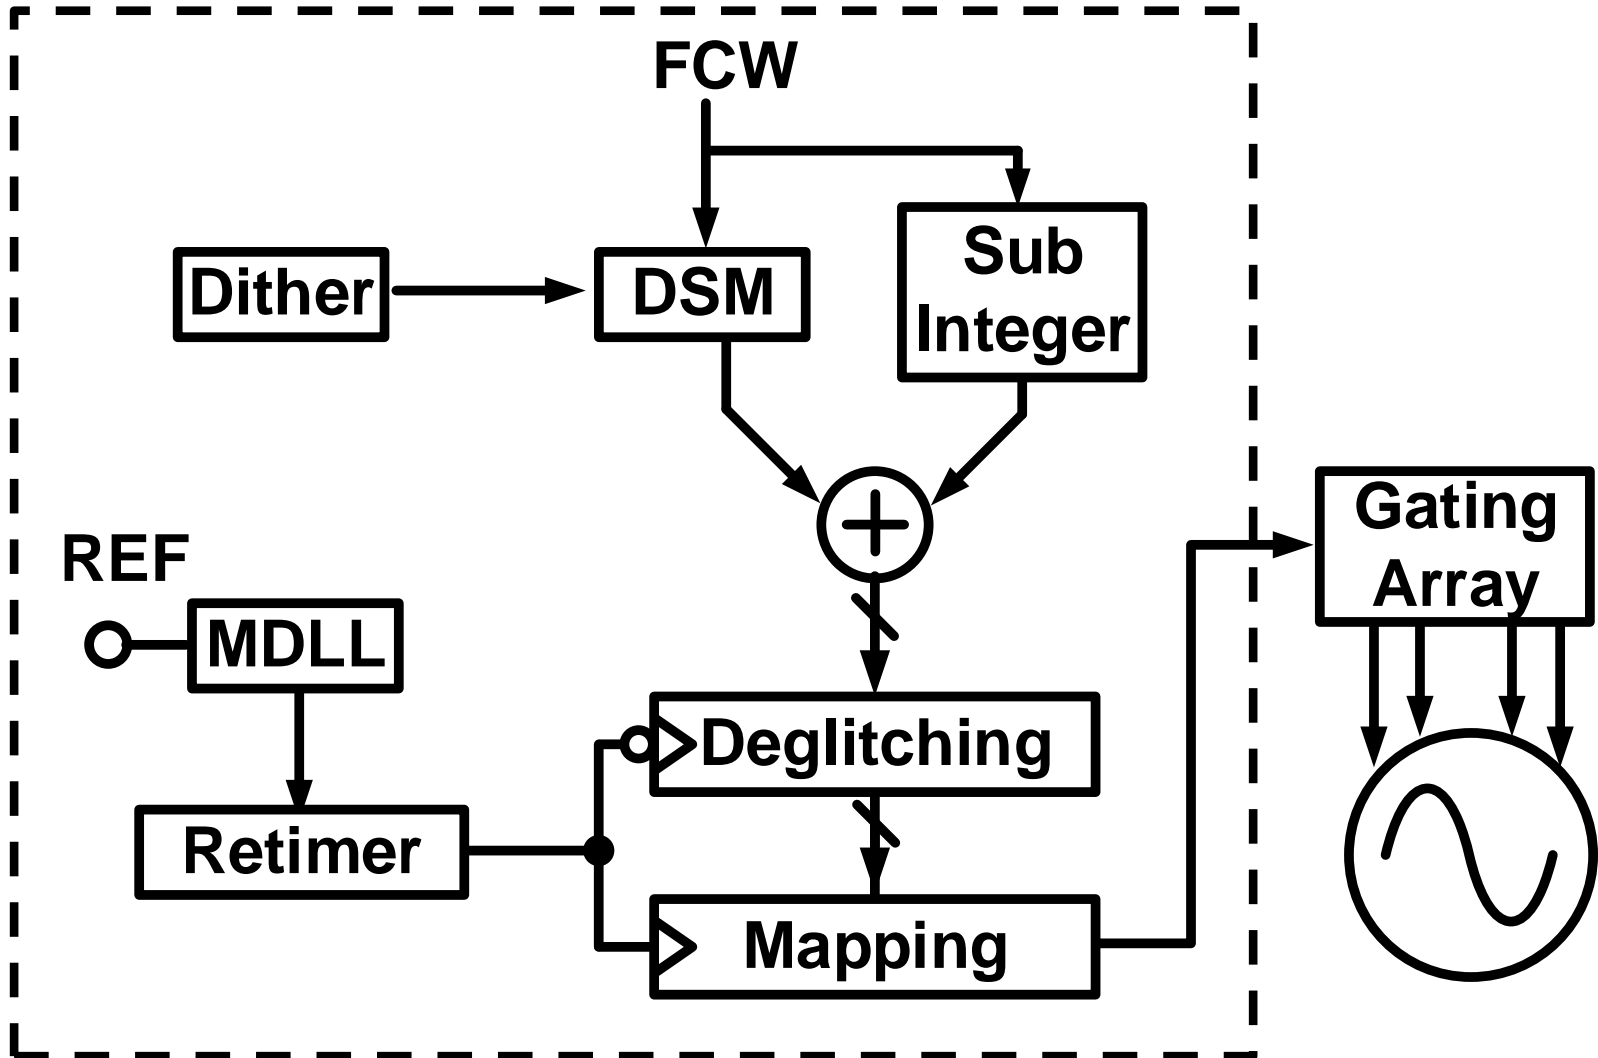 FCW
Dither
DSM
Sub
Integer
REF
MDLL
Gating
Array
Deglitching
Retimer
Mapping